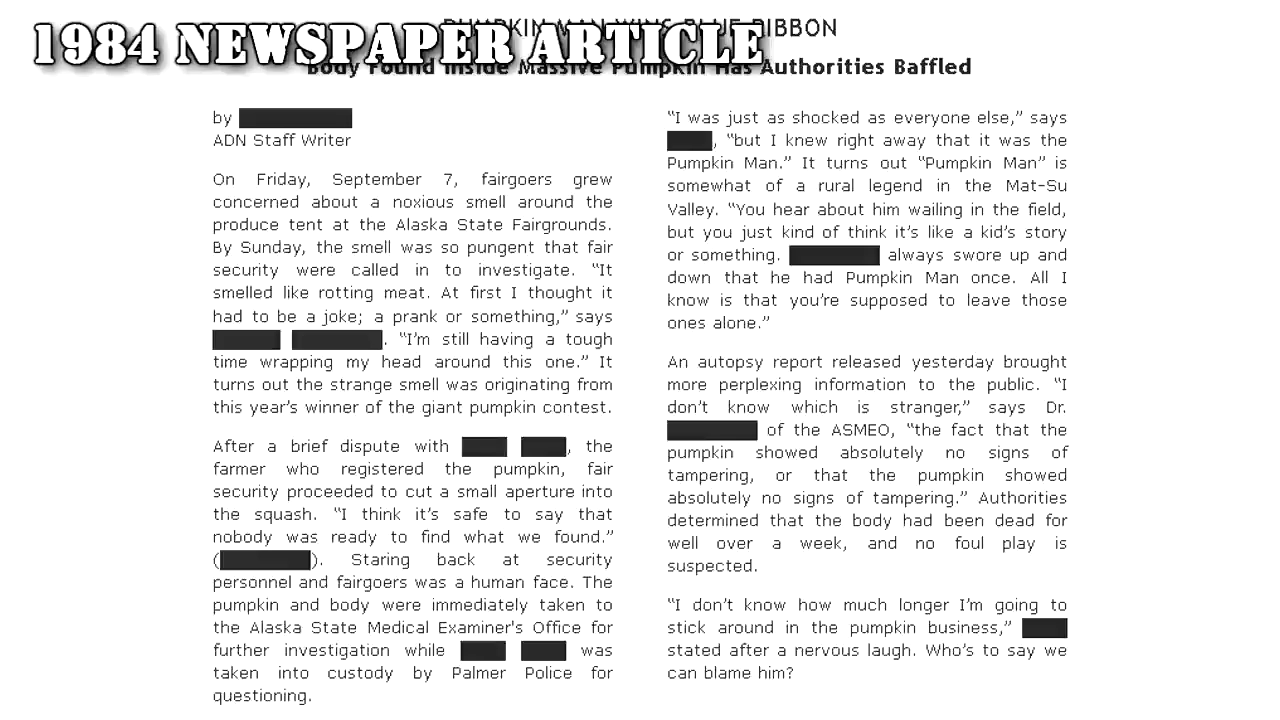 PUMPKIN MAN WINS BLUE RIBBON
1984 NEWSPAPER ARTICLE
Body Found Inside Massive Pumpkin Has Authorities Baffled
by
ADN Staff Writer
On Friday, September 7, fairgoers grew
concerned about a noxious smell around the
produce tent at the Alaska State Fairgrounds.
By Sunday, the smell was so pungent that fair
security were called in to investigate. “It
smelled like rotting meat. At first I thought it
had to be a joke; a prank or something,” says
. “I’m still having a tough
time wrapping my head around this one.” It
turns out the strange smell was originating from
this year’s winner of the giant pumpkin contest.
After a brief dispute with , the
farmer who registered the pumpkin, fair
security proceeded to cut a small aperture into
the squash. “I think it’s safe to say that
nobody was ready to find what we found.”
( ). Staring back at security
personnel and fairgoers was a human face. The
pumpkin and body were immediately taken to
the Alaska State Medical Examiner's Office for
further investigation while was
taken into custody by Palmer Police for
questioning.
“I was just as shocked as everyone else,” says
, “but I knew right away that it was the
Pumpkin Man.” It turns out “Pumpkin Man” is
somewhat of a rural legend in the Mat-Su
Valley. “You hear about him wailing in the field,
but you just kind of think it’s like a kid’s story
or something. always swore up and
down that he had Pumpkin Man once. All I
know is that you’re supposed to leave those
ones alone.”
An autopsy report released yesterday brought
more perplexing information to the public. “I
don’t know which is stranger,” says Dr.
of the ASMEO, “the fact that the
pumpkin showed absolutely no signs of
tampering, or that the pumpkin showed
absolutely no signs of tampering.” Authorities
determined that the body had been dead for
well over a week, and no foul play is
suspected.
“I don’t know how much longer I’m going to
stick around in the pumpkin business,”
stated after a nervous laugh. Who’s to say we
can blame him?